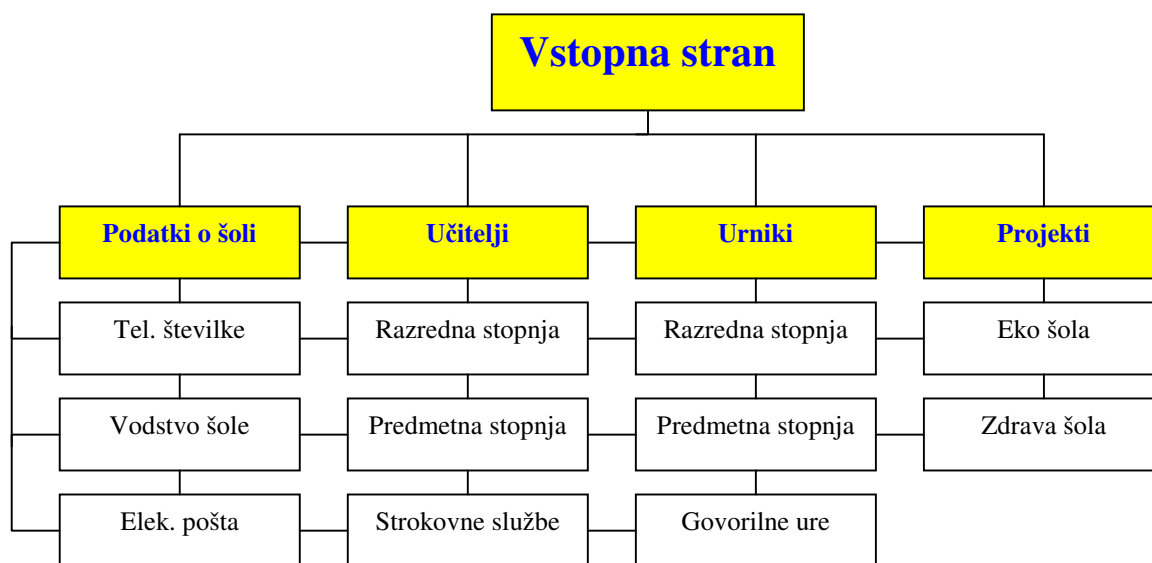 Vstopna stran
Podatki o šoli
Učitelji
Urniki
Projekti
Tel. številke
Razredna stopnja
Razredna stopnja
Eko šola
Vodstvo šole
Predmetna stopnja
Predmetna stopnja
Zdrava šola
Elek. pošta
Strokovne službe
Govorilne ure